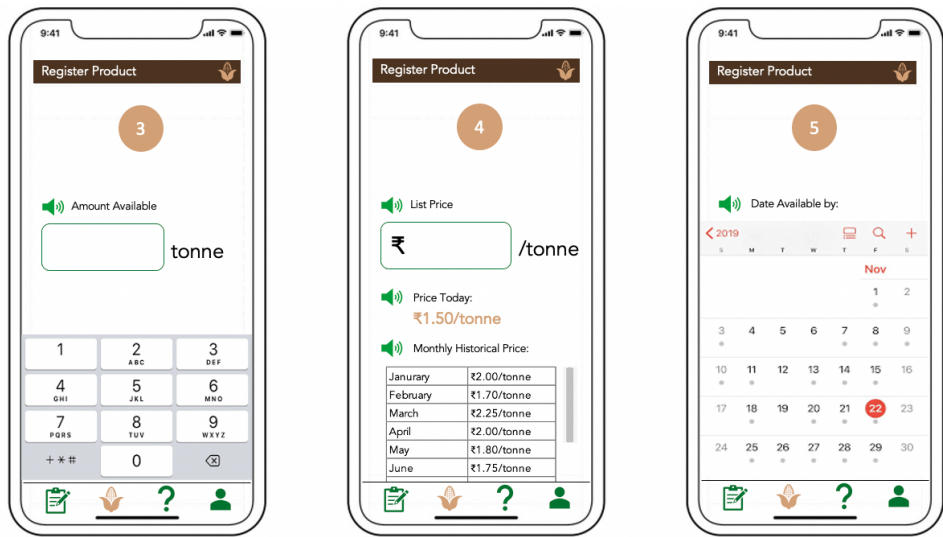 9:41
Register Product
3
Amount Available
tonne
1
2
ABC
3
DEF
4
GHI
5
JKL
6
MNO
7
PQRS
8
TUV
9
WXYZ
+*#
0
?
9:41
Register Product
4
List Price
₹ /tonne
Price Today:
₹1.50/tonne
Monthly Historical Price:
Janurary ₹2.00/tonne
February ₹1.70/tonne
March ₹2.25/tonne
April ₹2.00/tonne
May ₹1.80/tonne
June ₹1.75/tonne
?
9:41
Register Product
5
Date Available by:
2019
S M T W T F S
Nov
1 2
3 4 5 6 7 8 9
10 11 12 13 14 15 16
17 18 19 20 21 22 23
24 25 26 27 28 29 30
?